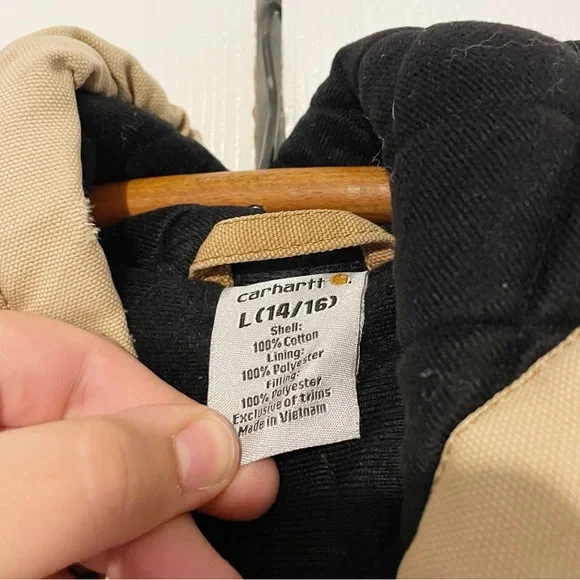 carhartt
L(14/16)
Shell:
100% Cotton
Lining:
100% Polyester
Filling:
100% Polyester
Exclusive of trims
Made in Vietnam